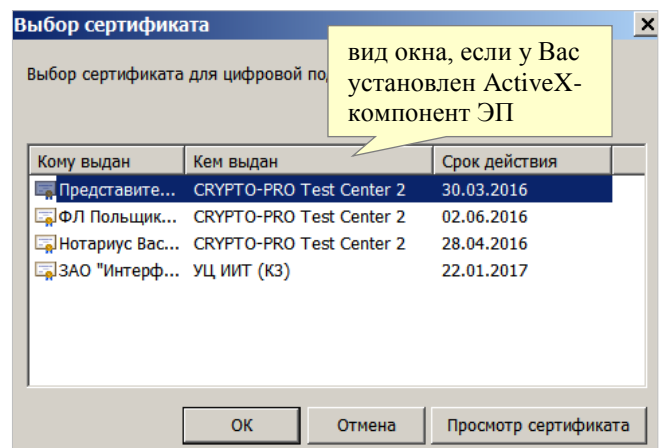 Выбор сертификата
вид окна, если у Вас
установлен ActiveX-
компонент ЭП
Выбор сертификата для цифровой по
Кому выдан Кем выдан Срок действия
Представите... CRYPTO-PRO Test Center 2 30.03.2016
ФЛ Польщик... CRYPTO-PRO Test Center 2 02.06.2016
Нотариус Вас... CRYPTO-PRO Test Center 2 28.04.2016
ЗАО "Интерф... УЦ ИИТ (К3) 22.01.2017
ОК Отмена Просмотр сертификата